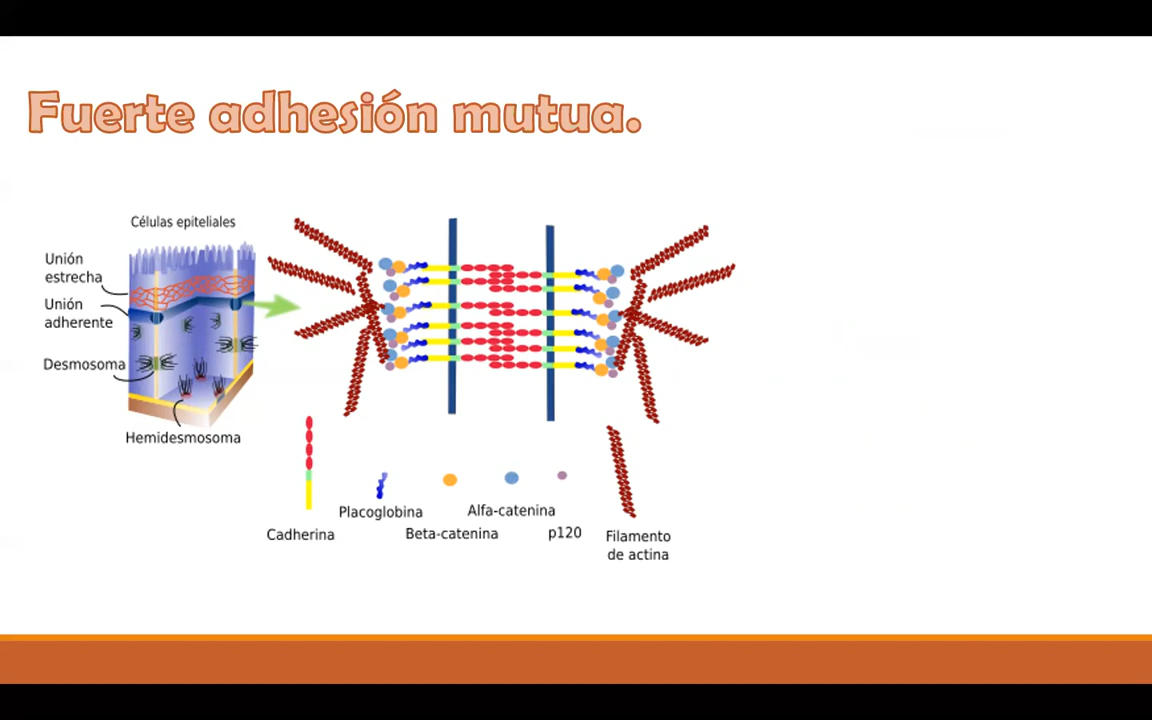 Fuerte adhesión mutua.
Células epiteliales
Unión
estrecha
Unión
adherente
Desmosoma
Hemidesmosoma
Cadherina
Placoglobina
Beta-catenina
Alfa-catenina
p120
Filamento
de actina